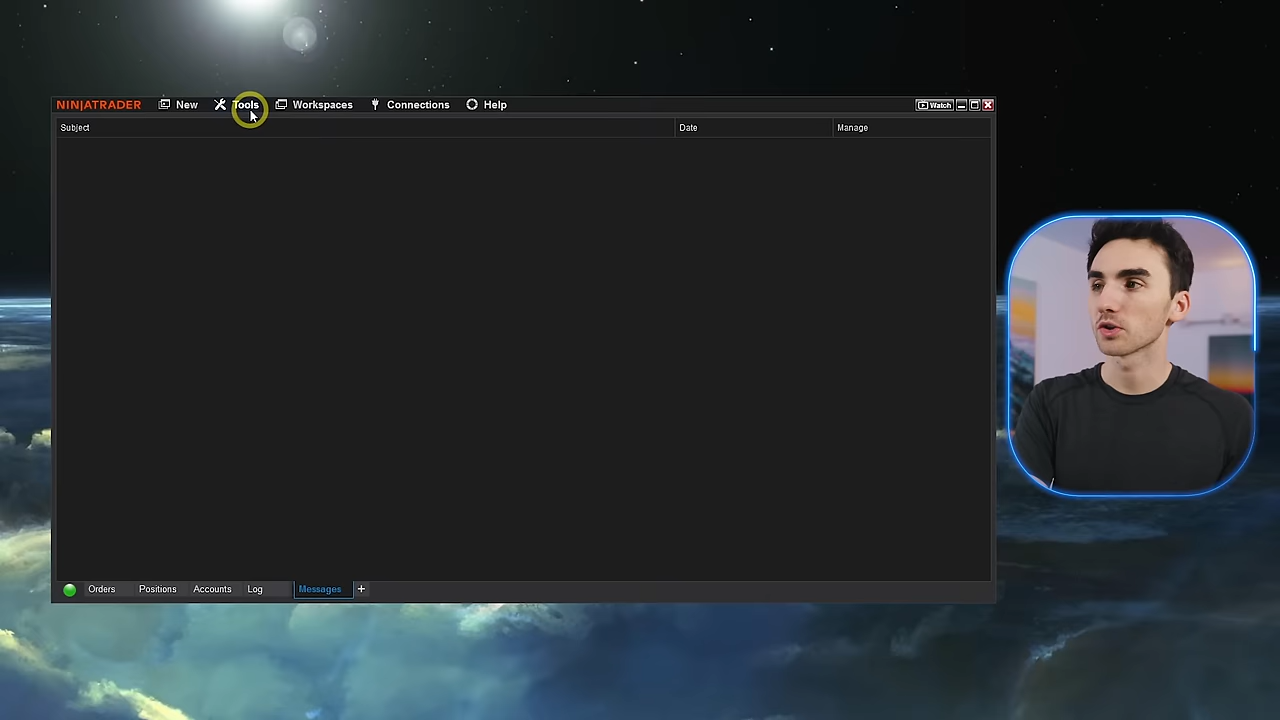 NINJATRADER New Tools Workspaces Connections Help Watch
Subject Date Manage
Orders Positions Accounts Log Messages +